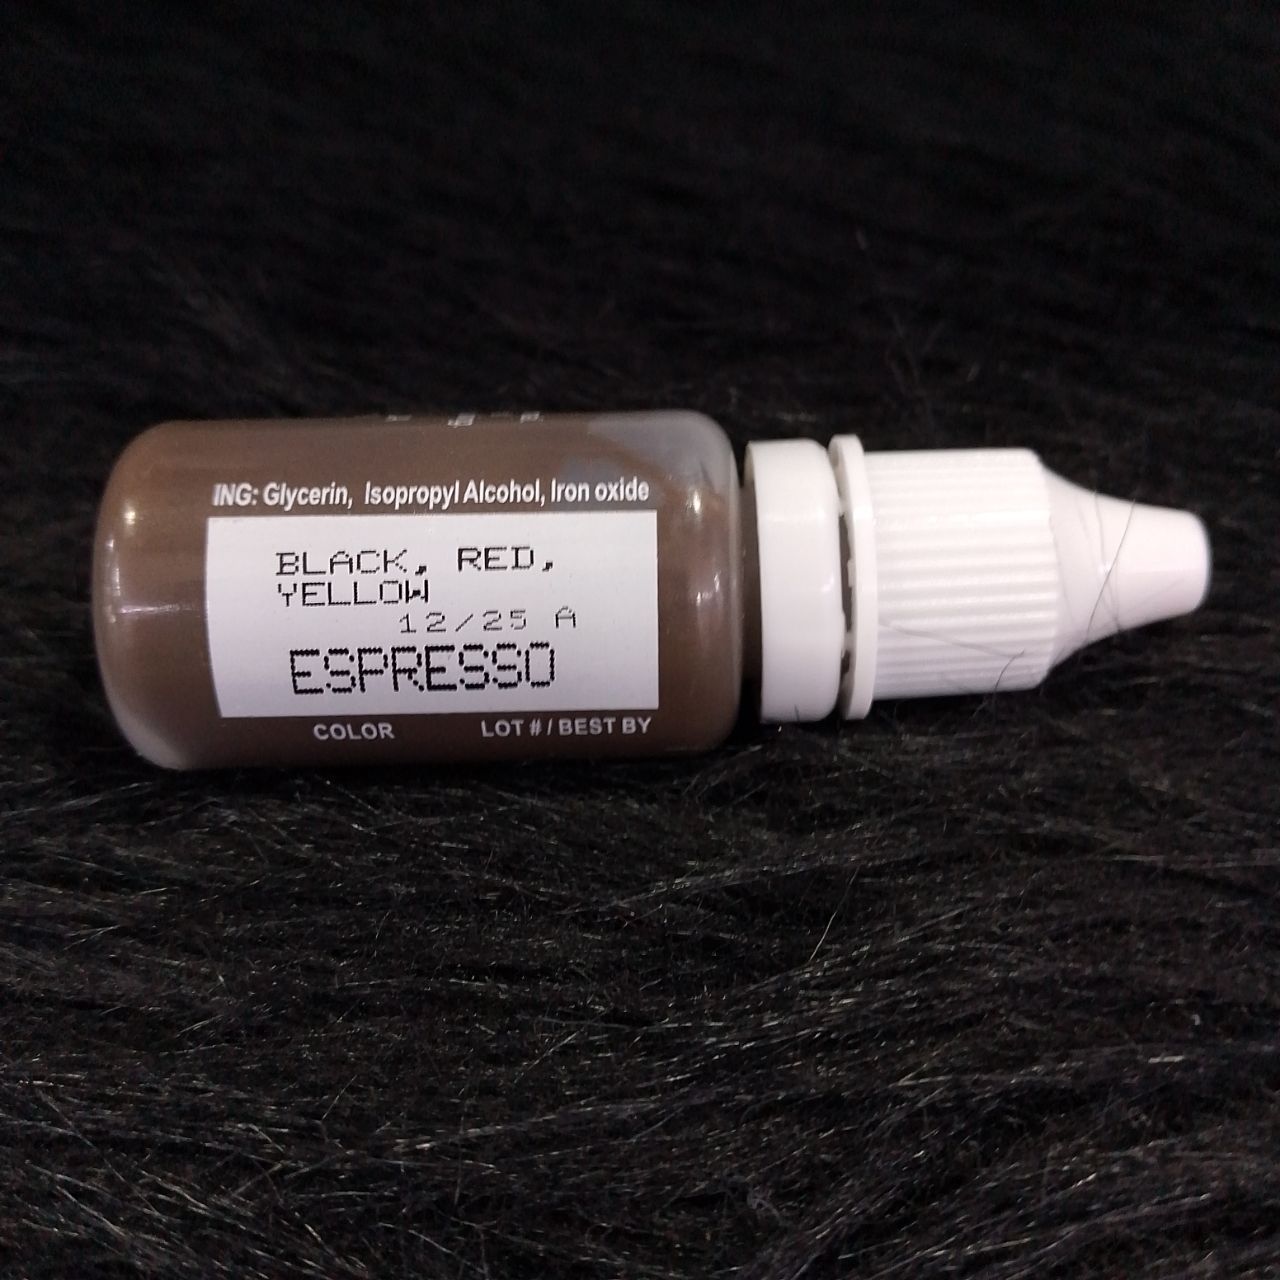 ING: Glycerin, Isopropyl Alcohol, Iron oxide
BLACK, RED,
YELLOW
12/25 A
ESPRESSO
COLOR LOT # / BEST BY